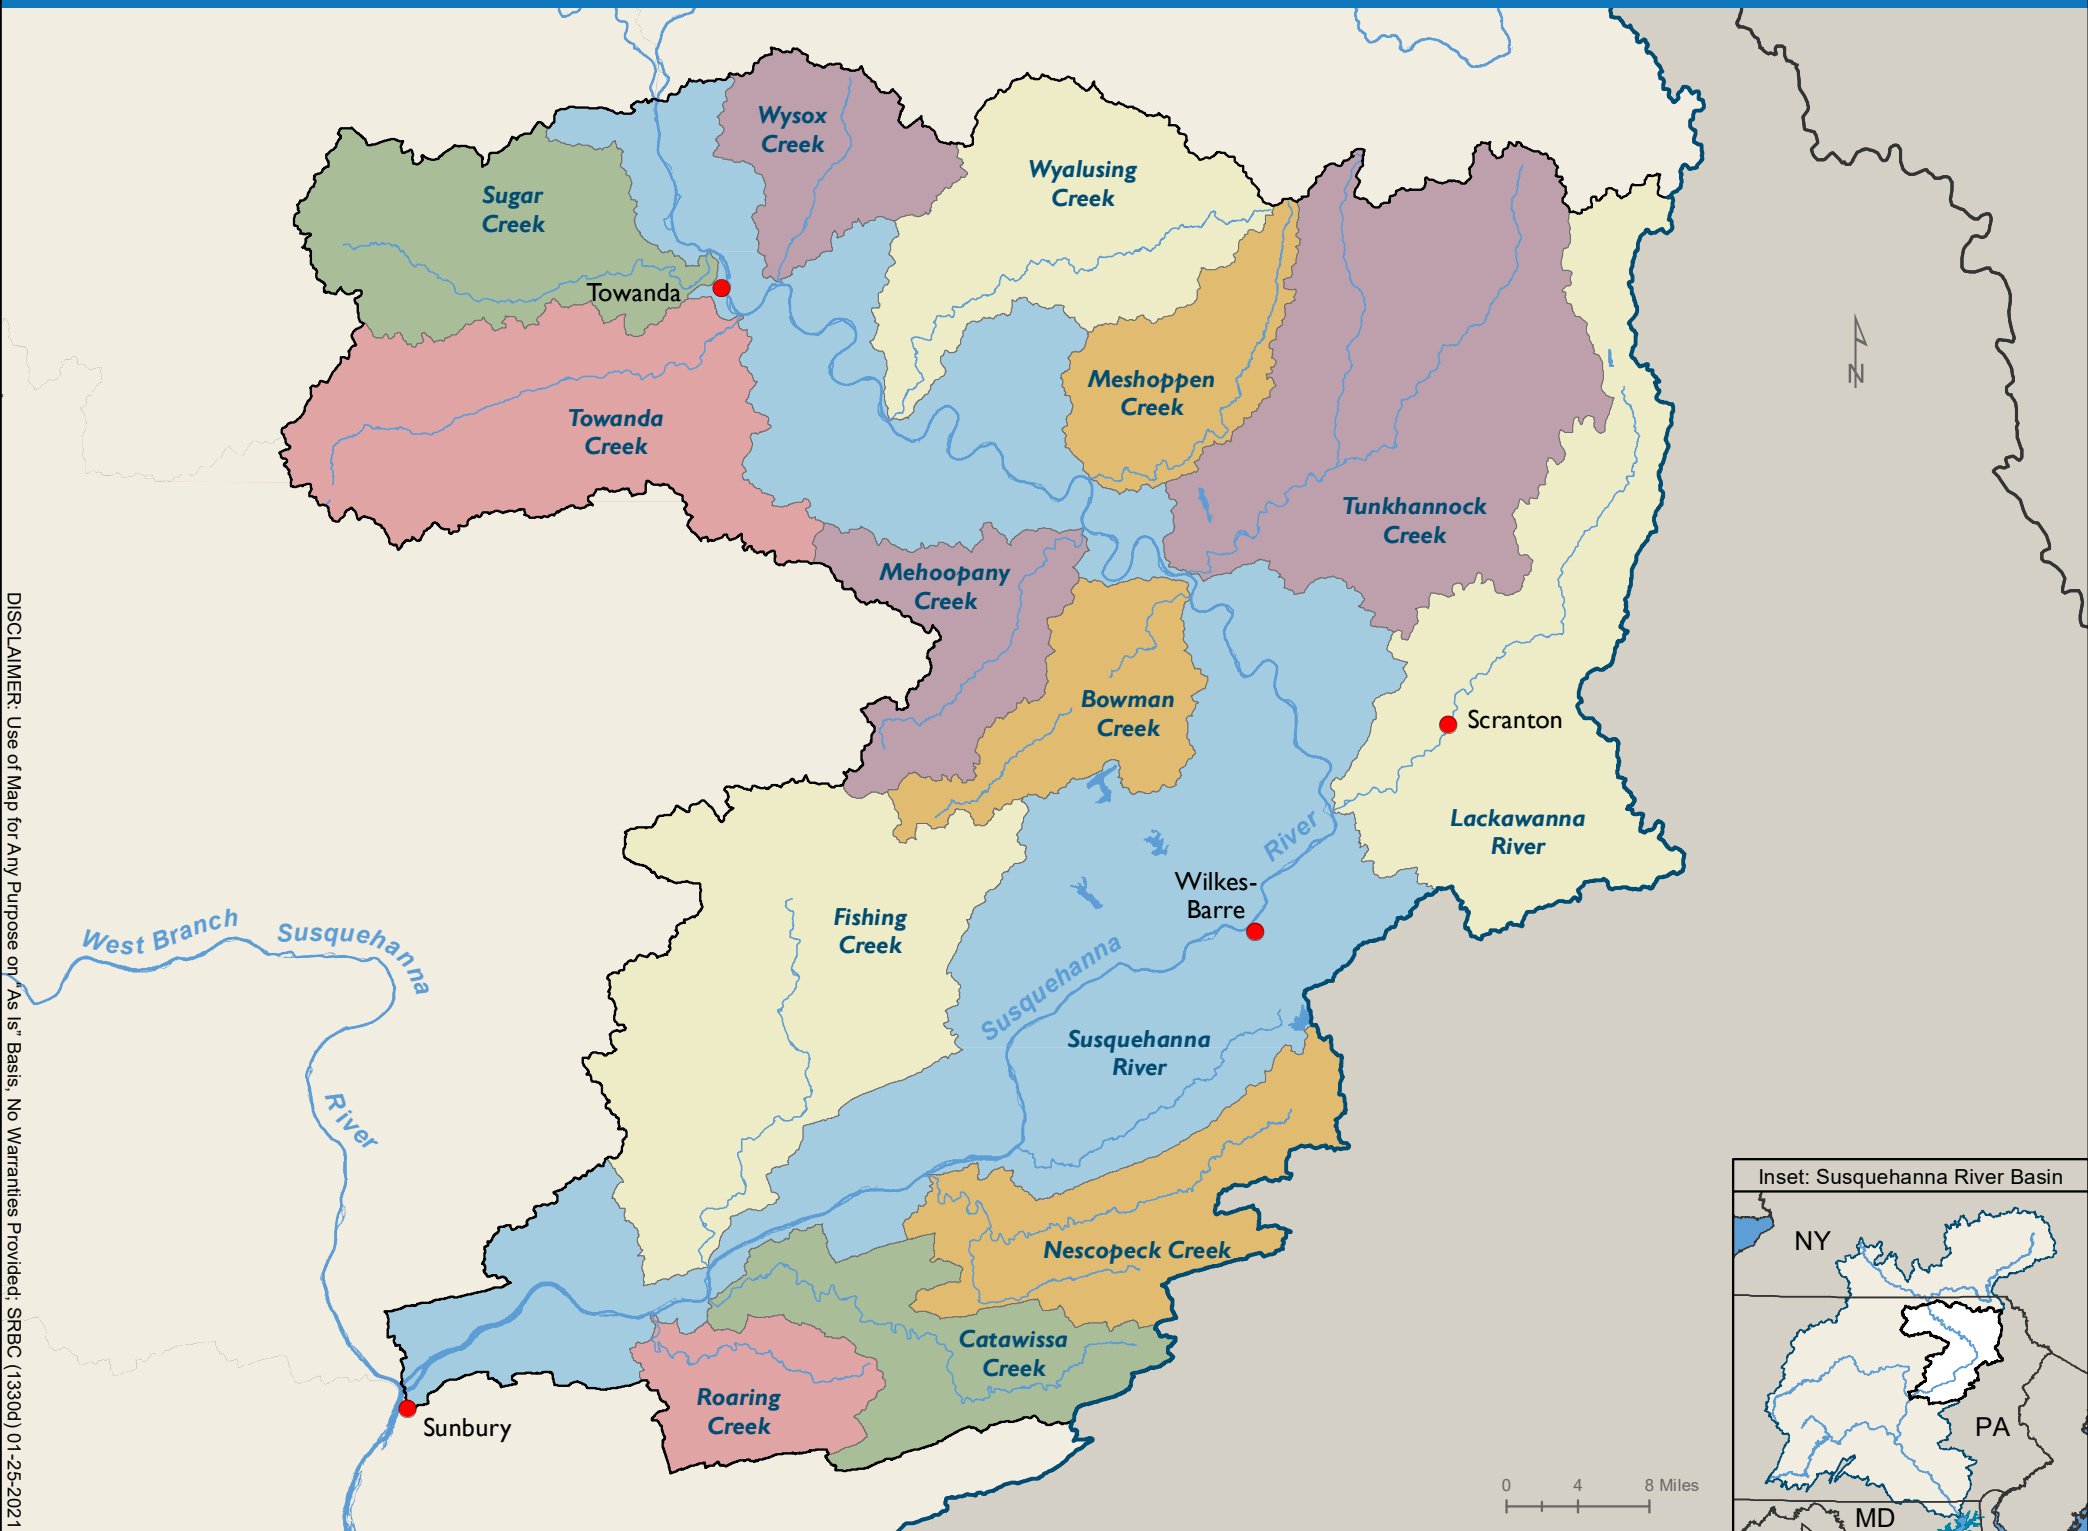 Wysox
Creek
Wyalusing
Creek
Sugar
Creek
Towanda
Meshoppen
Creek
Towanda
Creek
Tunkhannock
Creek
Mehoopany
Creek
Bowman
Creek
Scranton
Lackawanna
River
River
Wilkes-
Barre
Fishing
Creek
West Branch Susquehanna
River
Susquehanna
Susquehanna
River
Nescopeck Creek
Catawissa
Creek
Roaring
Creek
Sunbury
N
0 4 8 Miles
Inset: Susquehanna River Basin
NY
PA
MD
DISCLAIMER: Use of Map for Any Purpose on "As Is" Basis, No Warranties Provided; SRBC (1330d) 01-25-2021